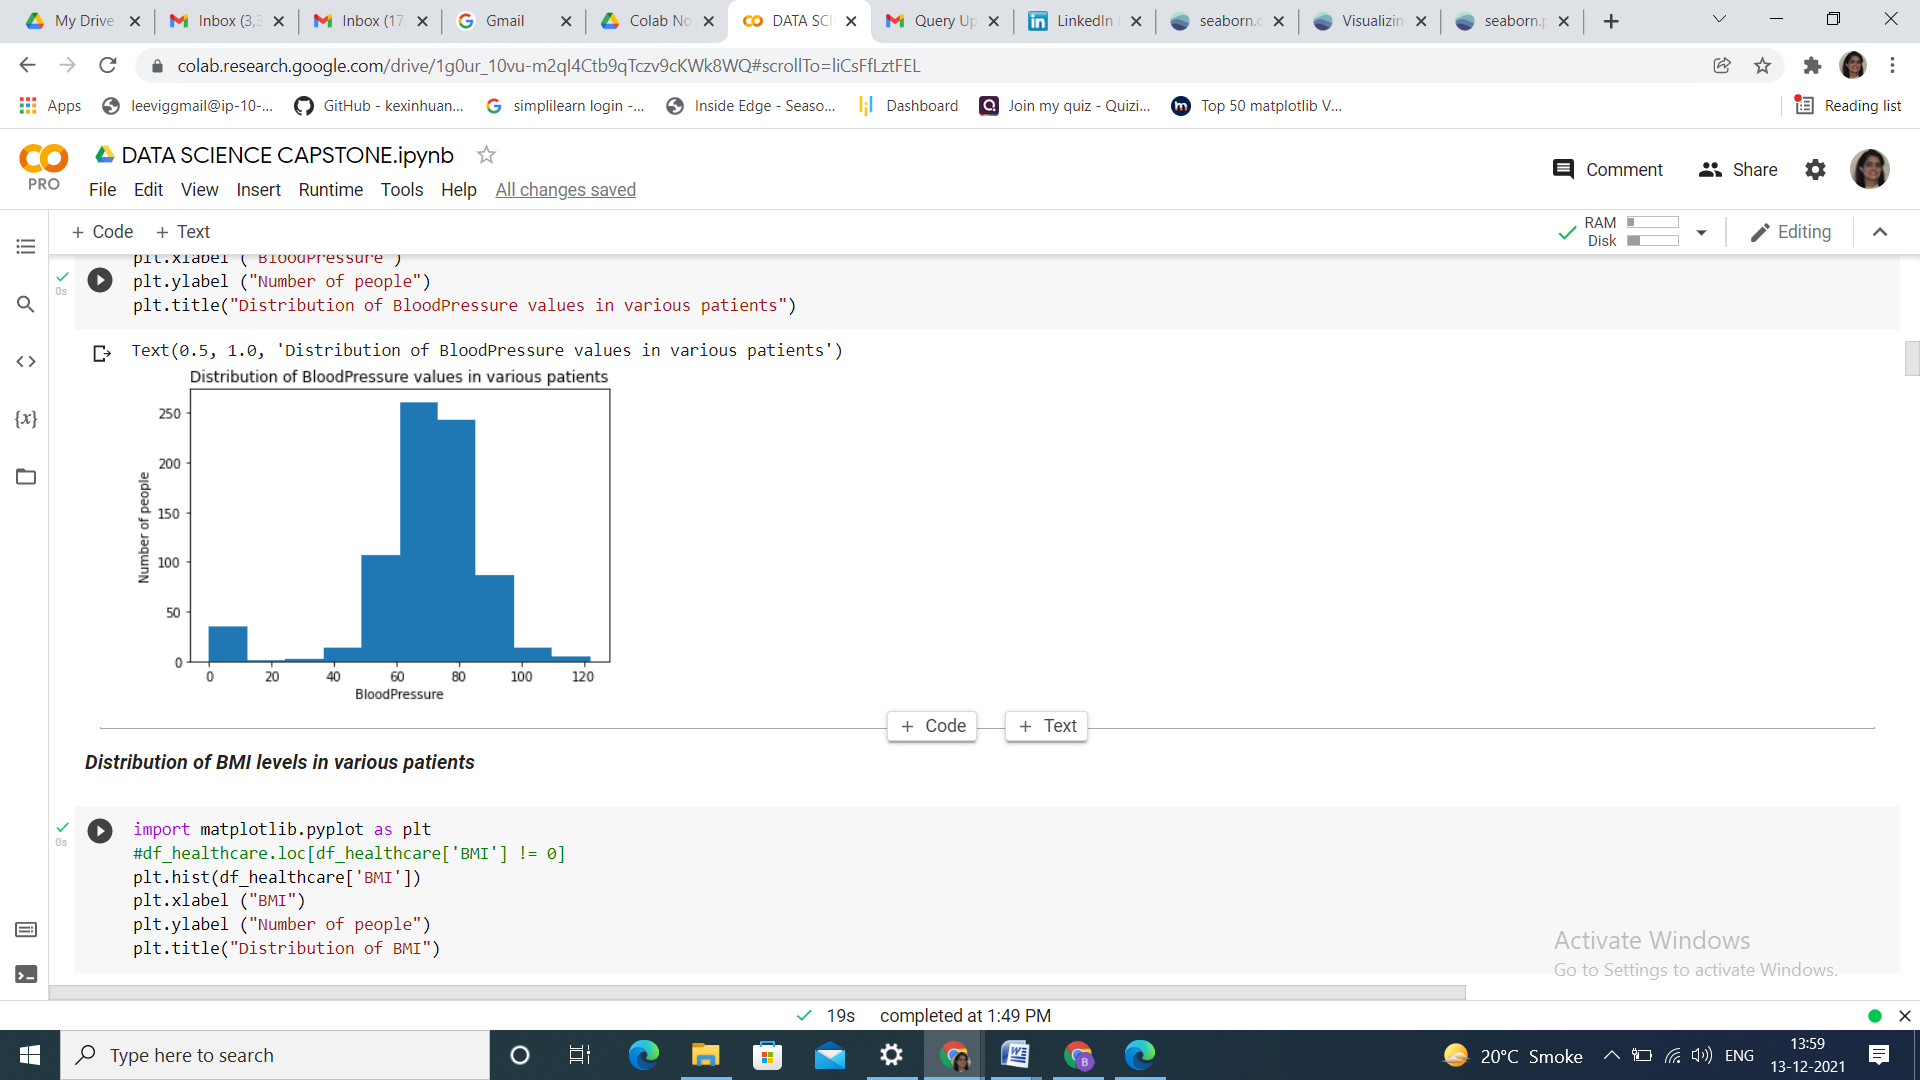 My Drive
Inbox (3,3
Inbox (17
Gmail
Colab No
DATA SCI
Query Up
LinkedIn
seaborn.
Visualizin
seaborn.p
colab.research.google.com/drive/1g0ur_10vu-m2qI4Ctb9qTczv9cKWk8WQ#scrollTo=liCsFfLztFEL
Apps
leeviggmail@ip-10-...
GitHub - kexinhuan...
simplilearn login -...
Inside Edge - Seaso...
Dashboard
Join my quiz - Quizi...
Top 50 matplotlib V...
Reading list
PRO
DATA SCIENCE CAPSTONE.ipynb
File Edit View Insert Runtime Tools Help All changes saved
Comment
Share
+ Code + Text
RAM
Disk
Editing
plt.xlabel ("BloodPressure")
0s
plt.ylabel ("Number of people")
plt.title("Distribution of BloodPressure values in various patients")
Text(0.5, 1.0, 'Distribution of BloodPressure values in various patients')
Distribution of BloodPressure values in various patients
250
200
150
100
50
0
Number of people
0 20 40 60 80 100 120
BloodPressure
+ Code + Text
Distribution of BMI levels in various patients
0s
import matplotlib.pyplot as plt
#df_healthcare.loc[df_healthcare['BMI'] != 0]
plt.hist(df_healthcare['BMI'])
plt.xlabel ("BMI")
plt.ylabel ("Number of people")
plt.title("Distribution of BMI")
Activate Windows
Go to Settings to activate Windows.
19s completed at 1:49 PM
Type here to search
20°C Smoke
ENG
13:59
13-12-2021